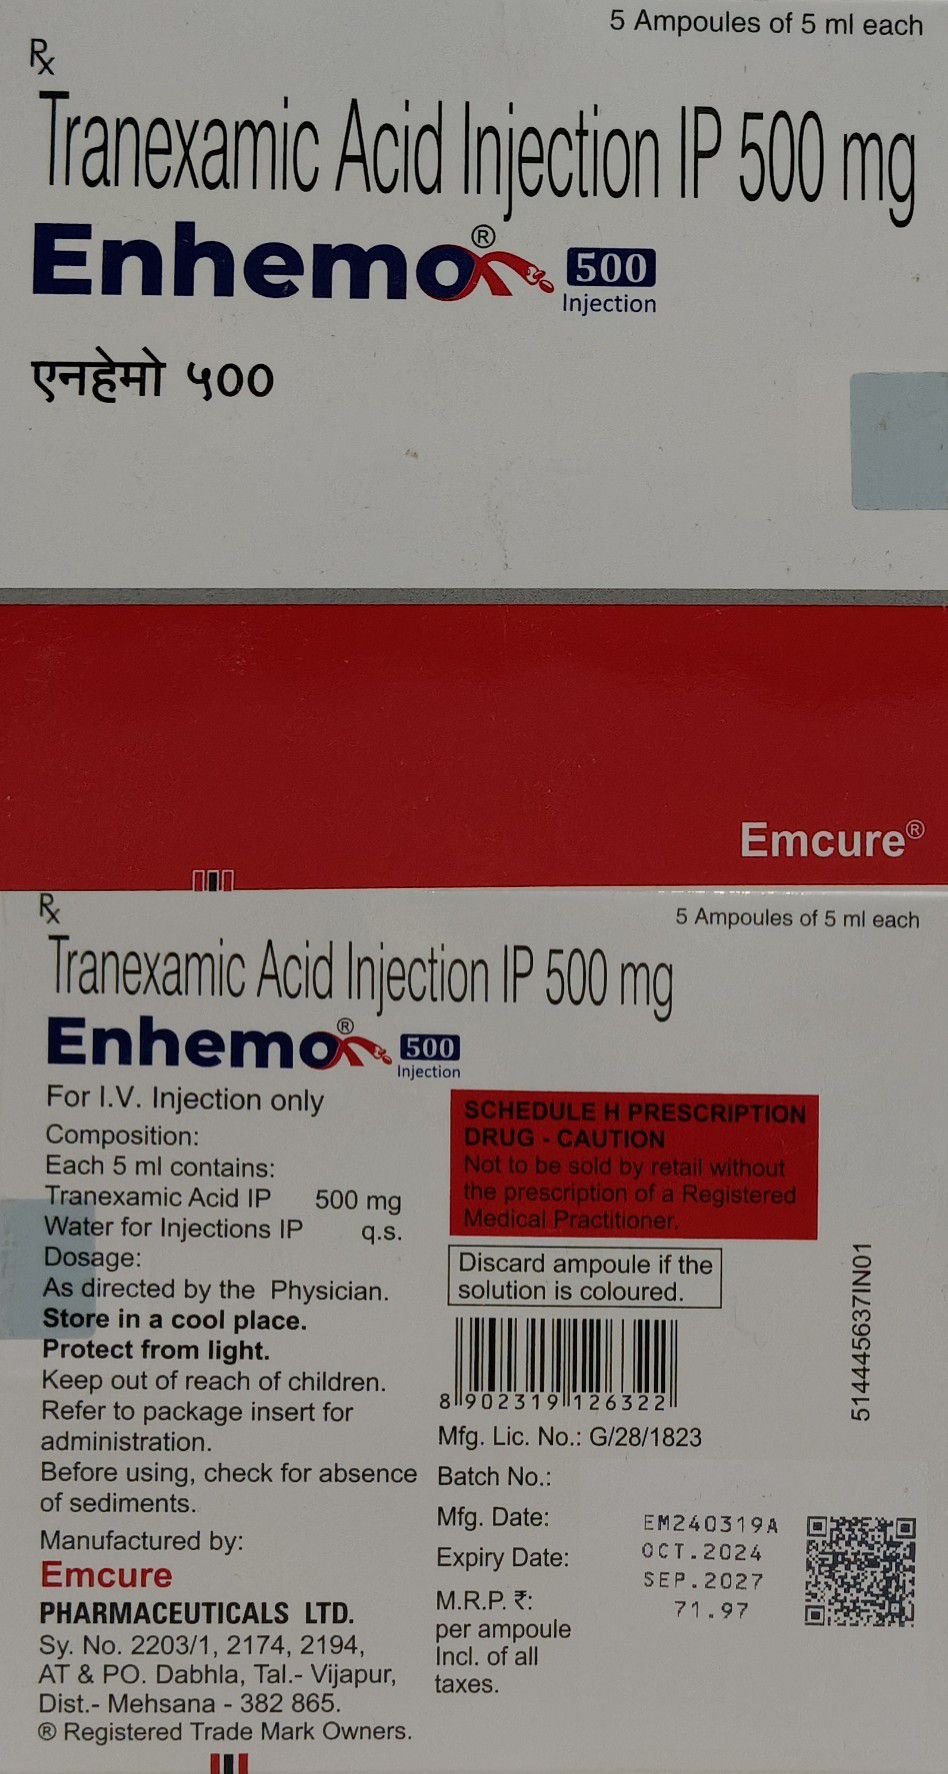 5 Ampoules of 5 ml each
Rx
Tranexamic Acid Injection IP 500 mg
Enhemo® 500
Injection
एनहेमो ५००
Emcure®
Rx
5 Ampoules of 5 ml each
Tranexamic Acid Injection IP 500 mg
Enhemo® 500
Injection
For I.V. Injection only
Composition:
Each 5 ml contains:
Tranexamic Acid IP 500 mg
Water for Injections IP q.s.
Dosage:
As directed by the Physician.
Store in a cool place.
Protect from light.
Keep out of reach of children.
Refer to package insert for
administration.
Before using, check for absence
of sediments.
Manufactured by:
Emcure
PHARMACEUTICALS LTD.
Sy. No. 2203/1, 2174, 2194,
AT & PO. Dabhla, Tal.- Vijapur,
Dist.- Mehsana - 382 865.
® Registered Trade Mark Owners.
SCHEDULE H PRESCRIPTION
DRUG - CAUTION
Not to be sold by retail without
the prescription of a Registered
Medical Practitioner.
Discard ampoule if the
solution is coloured.
8 902319 126322
Mfg. Lic. No.: G/28/1823
Batch No.: EM240319A
Mfg. Date: OCT.2024
Expiry Date: SEP.2027
M.R.P. ₹: 71.97
per ampoule
Incl. of all
taxes.
514445637IN01